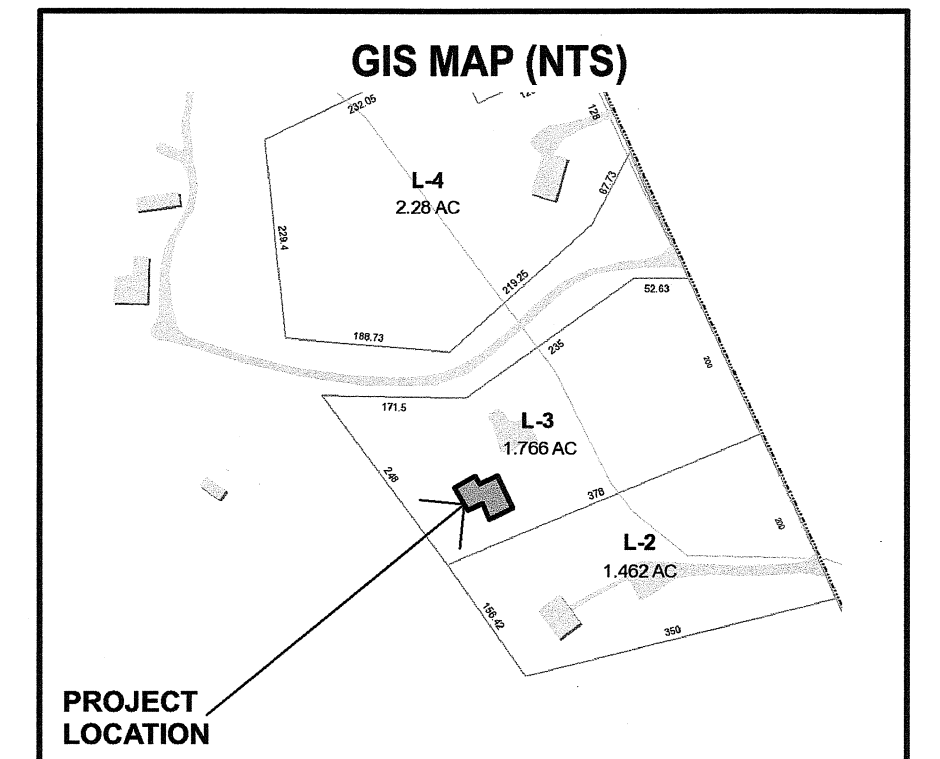 GIS MAP (NTS)
232.05
128
L-4
2.28 AC
67.73
229.4
219.25
52.63
188.73
235
200
171.5
L-3
1.766 AC
248
378
200
L-2
1.462 AC
156.42
350
PROJECT
LOCATION